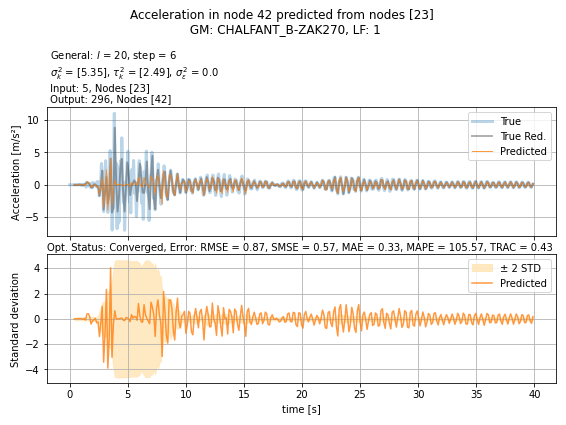 Acceleration in node 42 predicted from nodes [23]
GM: CHALFANT_B-ZAK270, LF: 1
General: l = 20, step = 6
σ²ₖ = [5.35], τ²ₖ = [2.49], σ²ε = 0.0
Input: 5, Nodes [23]
Output: 296, Nodes [42]
10
5
0
−5
Acceleration [m/s²]
True
True Red.
Predicted
Opt. Status: Converged, Error: RMSE = 0.87, SMSE = 0.57, MAE = 0.33, MAPE = 105.57, TRAC = 0.43
4
2
0
−2
−4
Standard deviation
± 2 STD
Predicted
0 5 10 15 20 25 30 35 40
time [s]